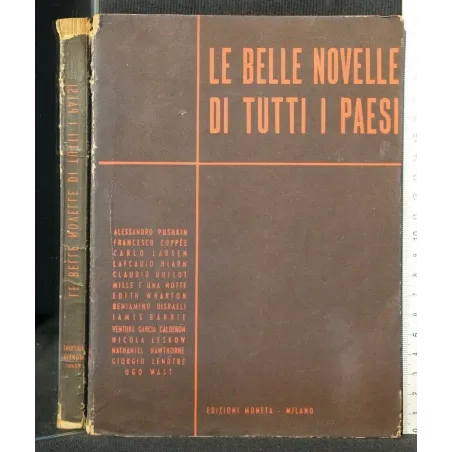 LE BELLE NOVELLE
DI TUTTI I PAESI
ALESSANDRO PUSHKIN
FRANCESCO COPPÉE
CARLO LARSEN
LAFCADIO HEARN
CLAUDIO
MILLE E UNA NOTTE
EDITH WHARTON
BENIAMINO DISRAELI
JAMES BARRIE
VENTURA GARCIA CALDERÓN
NICOLA LESKOW
NATHANIEL HAWTHORNE
GIORGIO LENÔTRE
UGO WAST
EDIZIONI MONETA - MILANO
LE BELLE NOVELLE DI TUTTI I PAESI